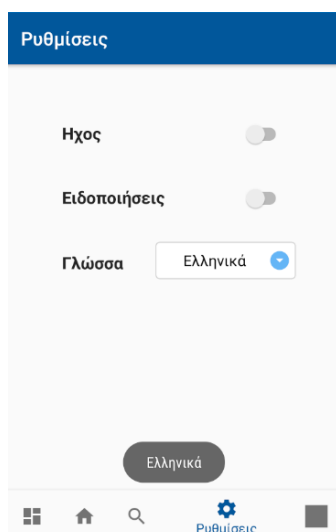 Ρυθμίσεις
Ηχος
Ειδοποιήσεις
Γλώσσα Ελληνικά
Ελληνικά
Ρυθμίσεις